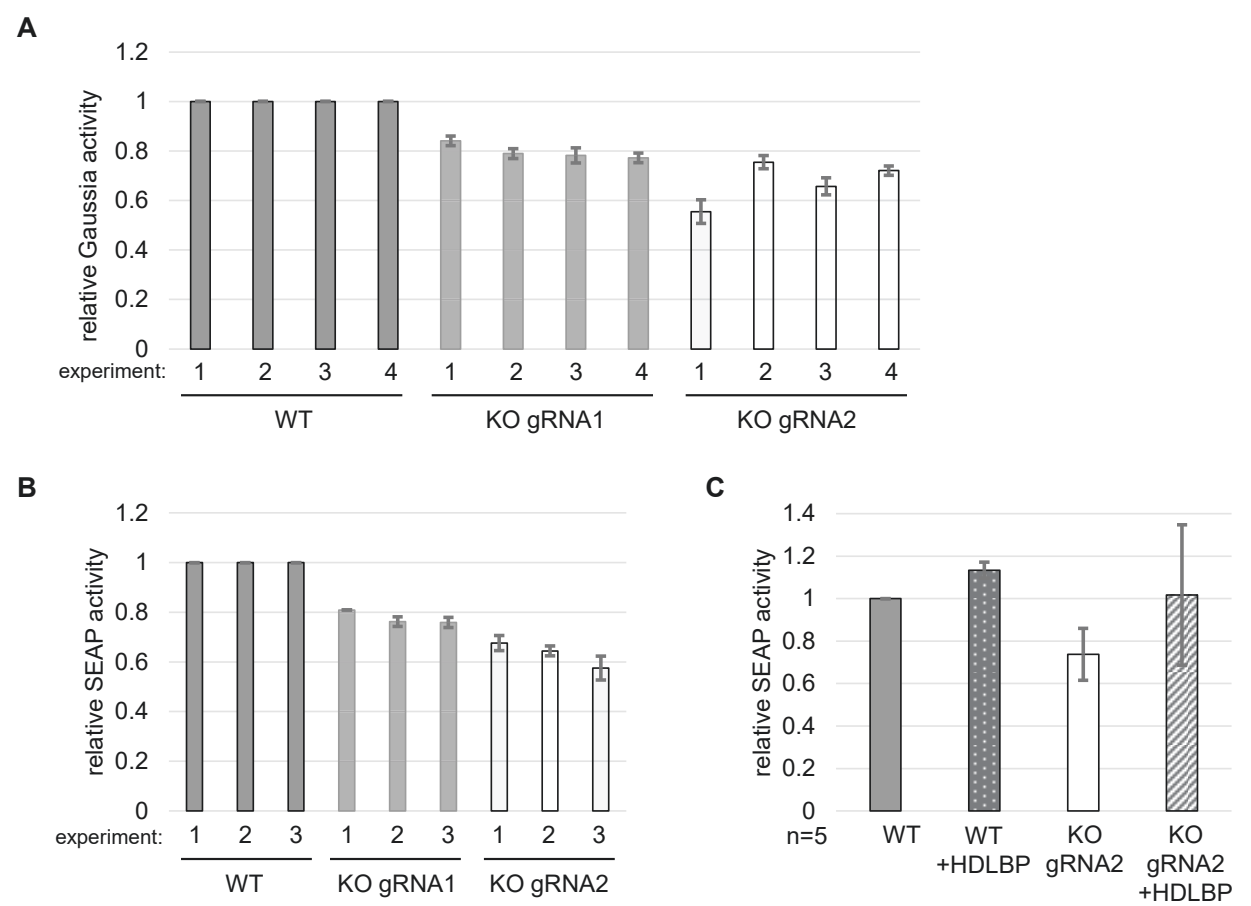 A
relative Gaussia activity
1.2
1
0.8
0.6
0.4
0.2
0
experiment: 1 2 3 4 1 2 3 4 1 2 3 4
WT KO gRNA1 KO gRNA2
B
relative SEAP activity
1.2
1
0.8
0.6
0.4
0.2
0
experiment: 1 2 3 1 2 3 1 2 3
WT KO gRNA1 KO gRNA2
C
relative SEAP activity
1.4
1.2
1
0.8
0.6
0.4
0.2
0
n=5 WT WT KO KO
+HDLBP gRNA2 gRNA2
+HDLBP